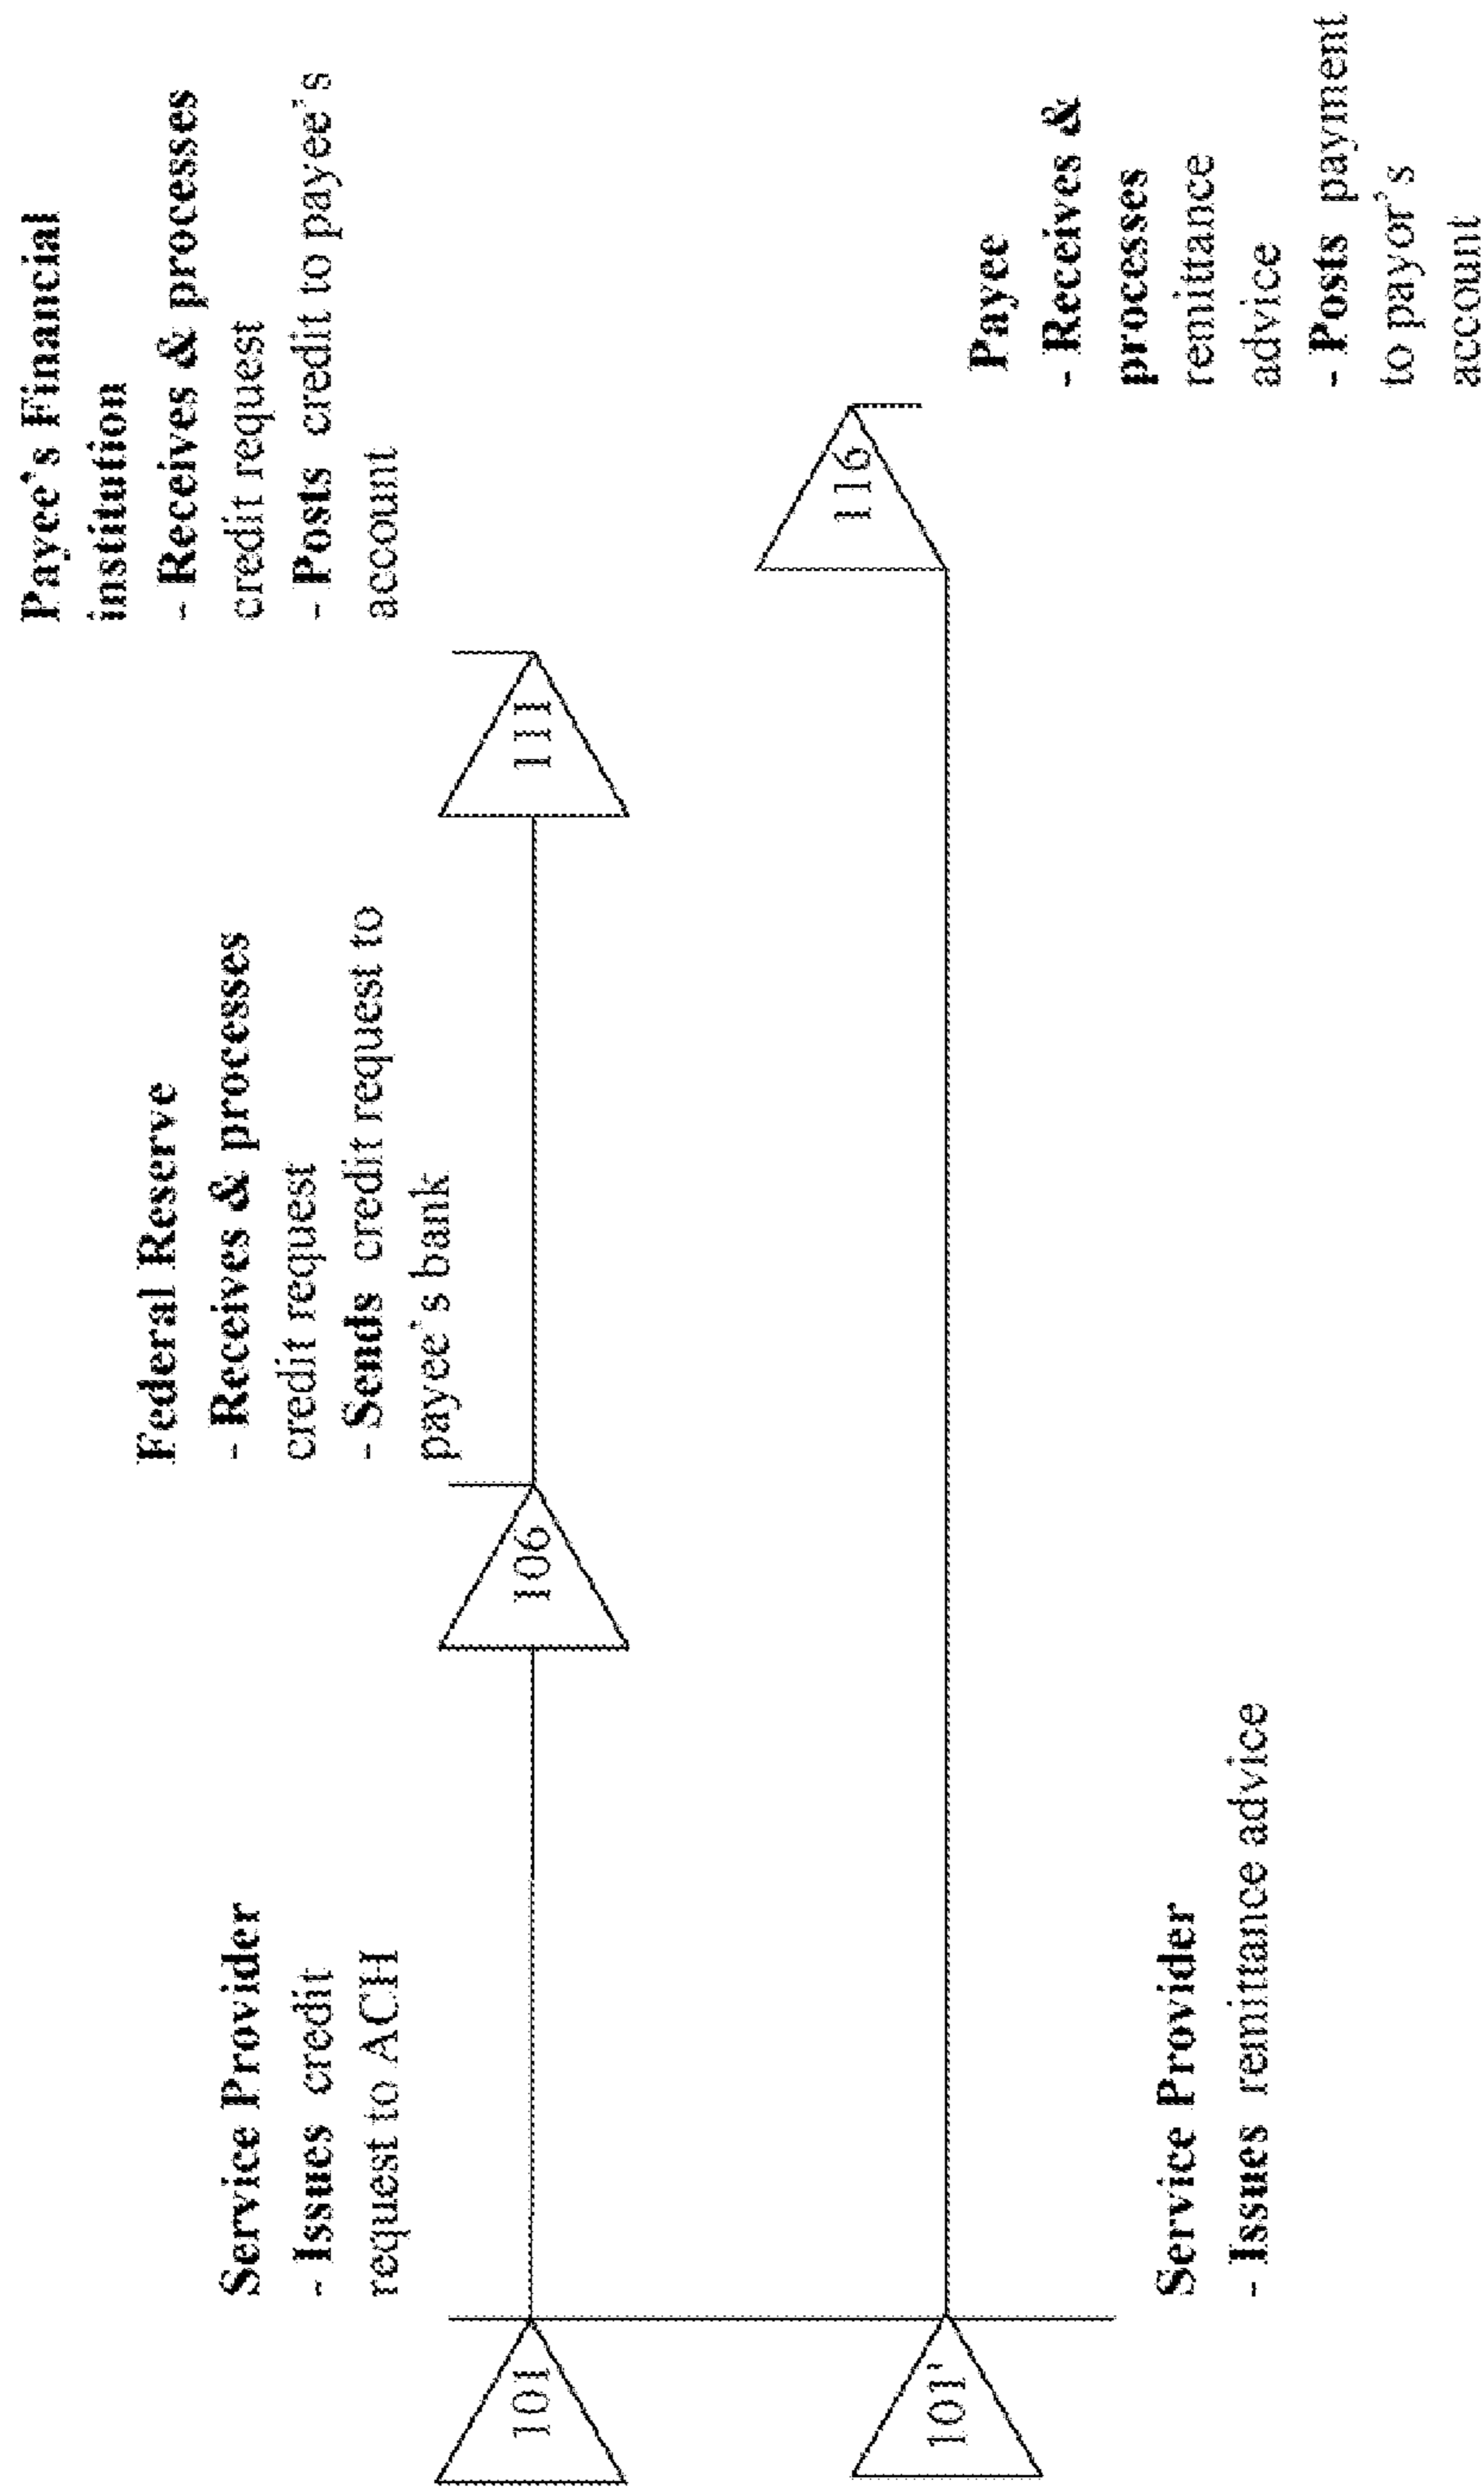 Service Provider
- Issues credit
request to ACH
Federal Reserve
- Receives & processes
credit request
- Sends credit request to
payee's bank
Payee's Financial
institution
- Receives & processes
credit request
- Posts credit to payee's
account
101
106
111
101'
116
Service Provider
- Issues remittance advice
Payee
- Receives &
processes
remittance
advice
- Posts payment
to payor's
account